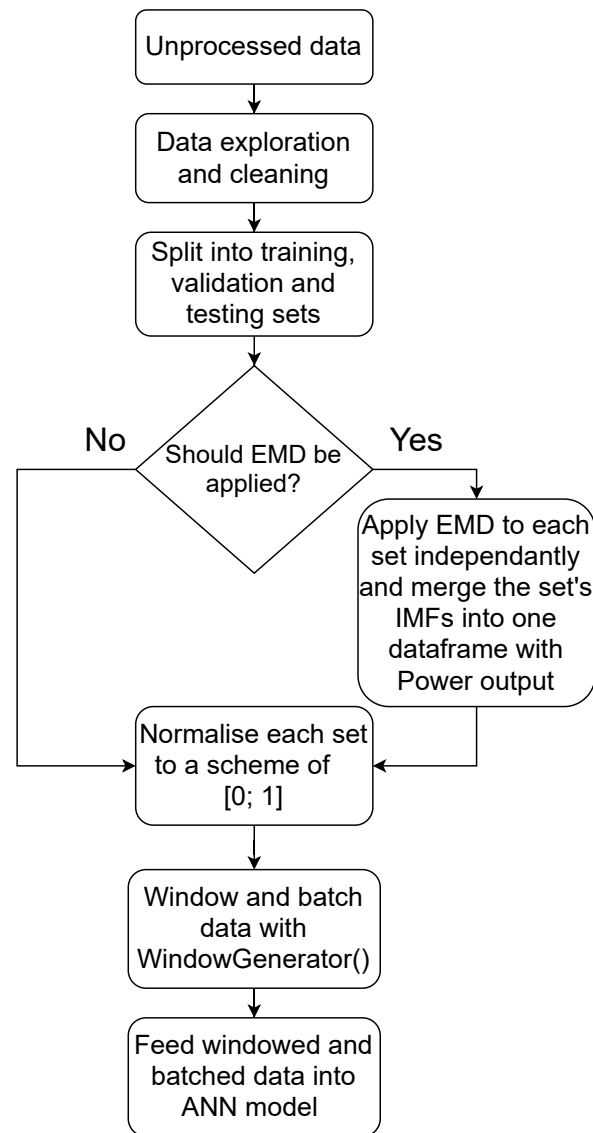 Unprocessed data
Data exploration
and cleaning
Split into training,
validation and
testing sets
No
Should EMD be
applied?
Yes
Apply EMD to each
set independantly
and merge the set's
IMFs into one
dataframe with
Power output
Normalise each set
to a scheme of
[0; 1]
Window and batch
data with
WindowGenerator()
Feed windowed and
batched data into
ANN model